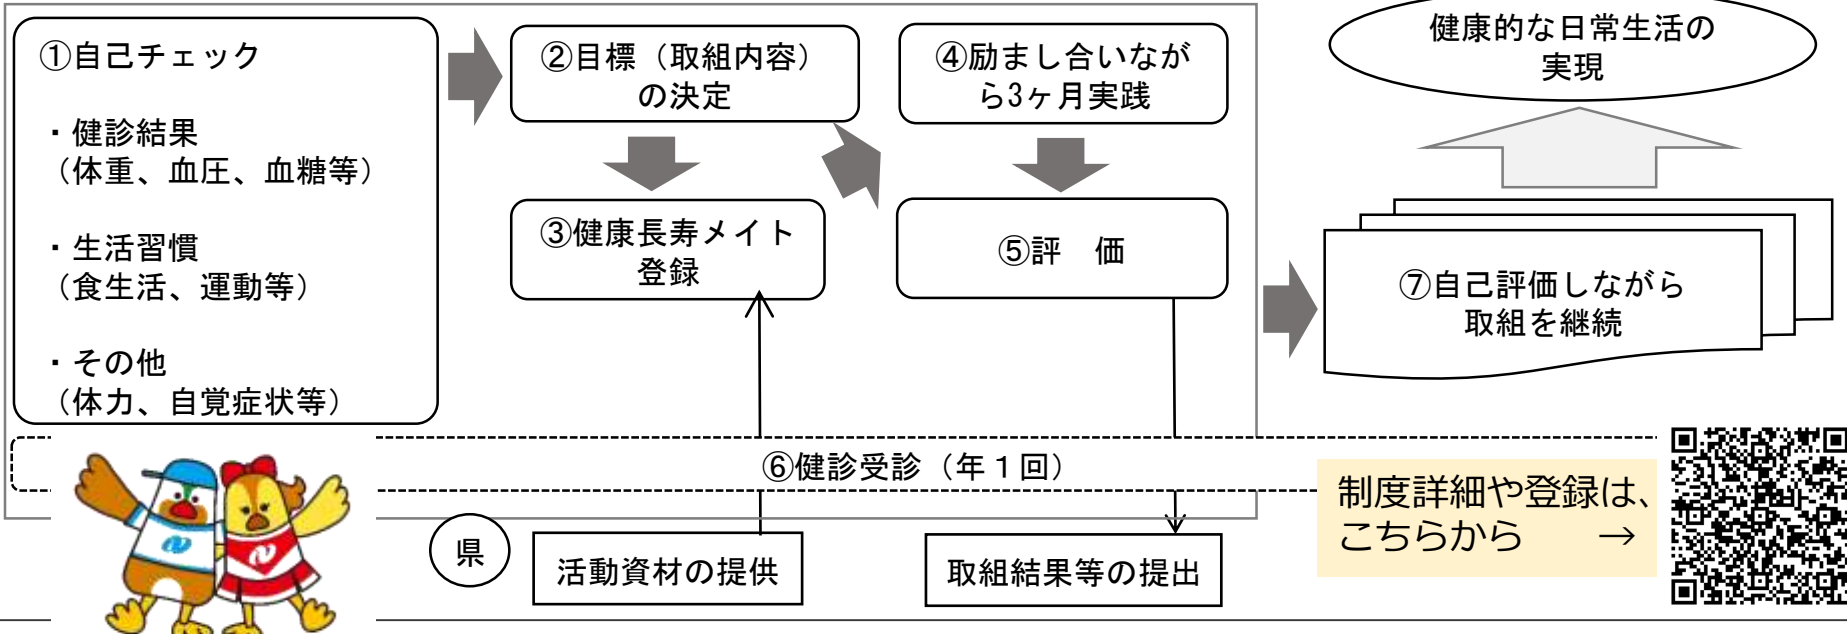 ①自己チェック
・健診結果
(体重、血圧、血糖等)
・生活習慣
(食生活、運動等)
・その他
(体力、自覚症状等)
②目標（取組内容）
の決定
③健康長寿メイト
登録
④励まし合いなが
ら3ヶ月実践
⑤評　価
⑥健診受診（年１回）
県
活動資材の提供
取組結果等の提出
健康的な日常生活の
実現
⑦自己評価しながら
取組を継続
制度詳細や登録は、
こちらから　　→